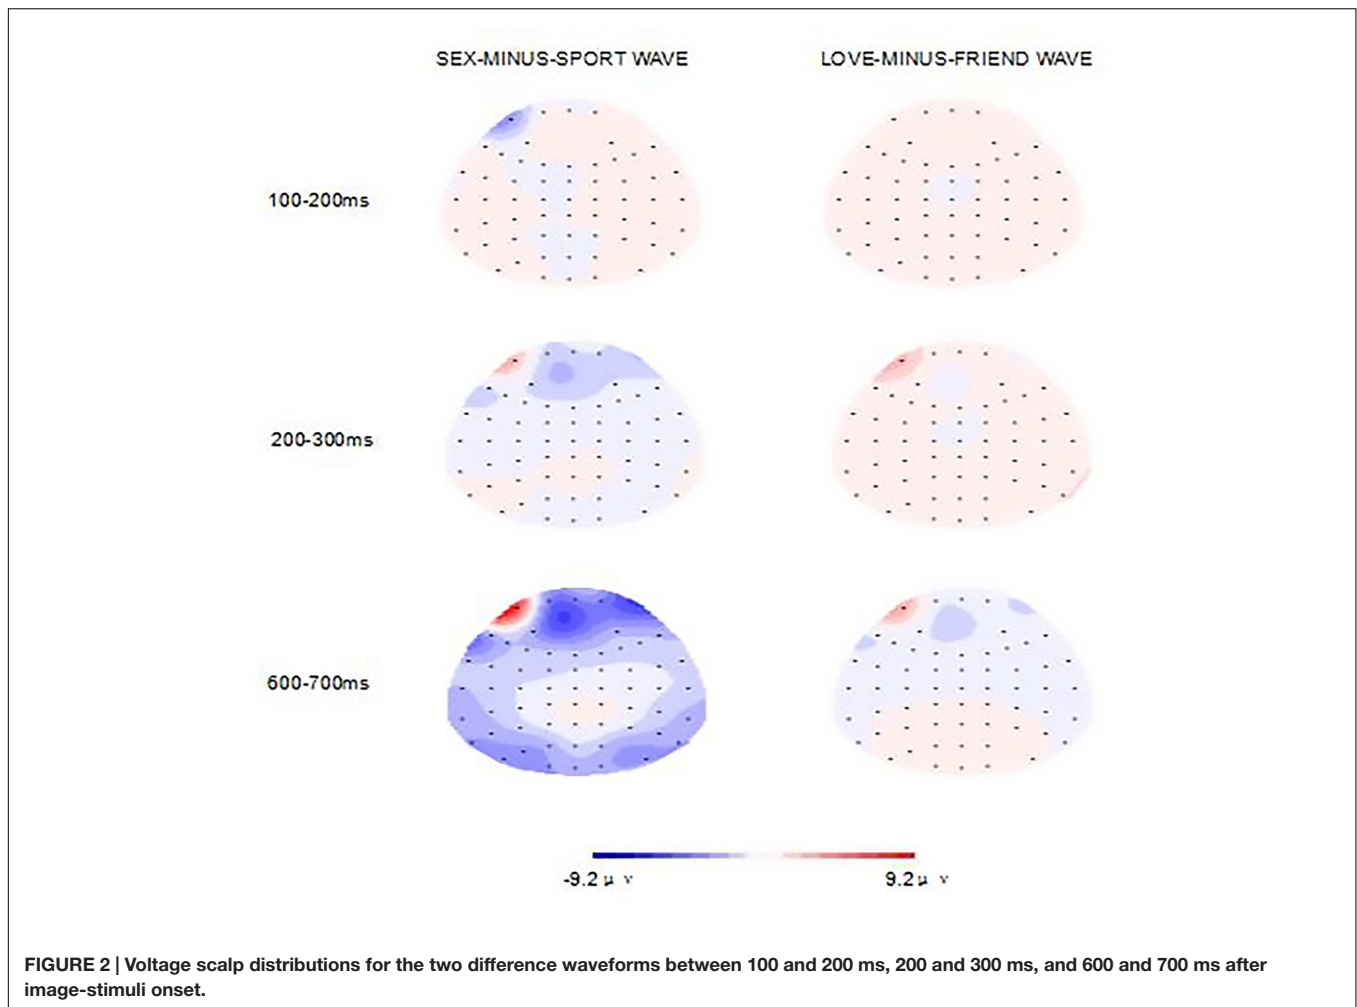 SEX-MINUS-SPORT WAVE LOVE-MINUS-FRIEND WAVE
100-200ms
200-300ms
600-700ms
-9.2μ v 9.2μ v
FIGURE 2 | Voltage scalp distributions for the two difference waveforms between 100 and 200 ms, 200 and 300 ms, and 600 and 700 ms after
image-stimuli onset.